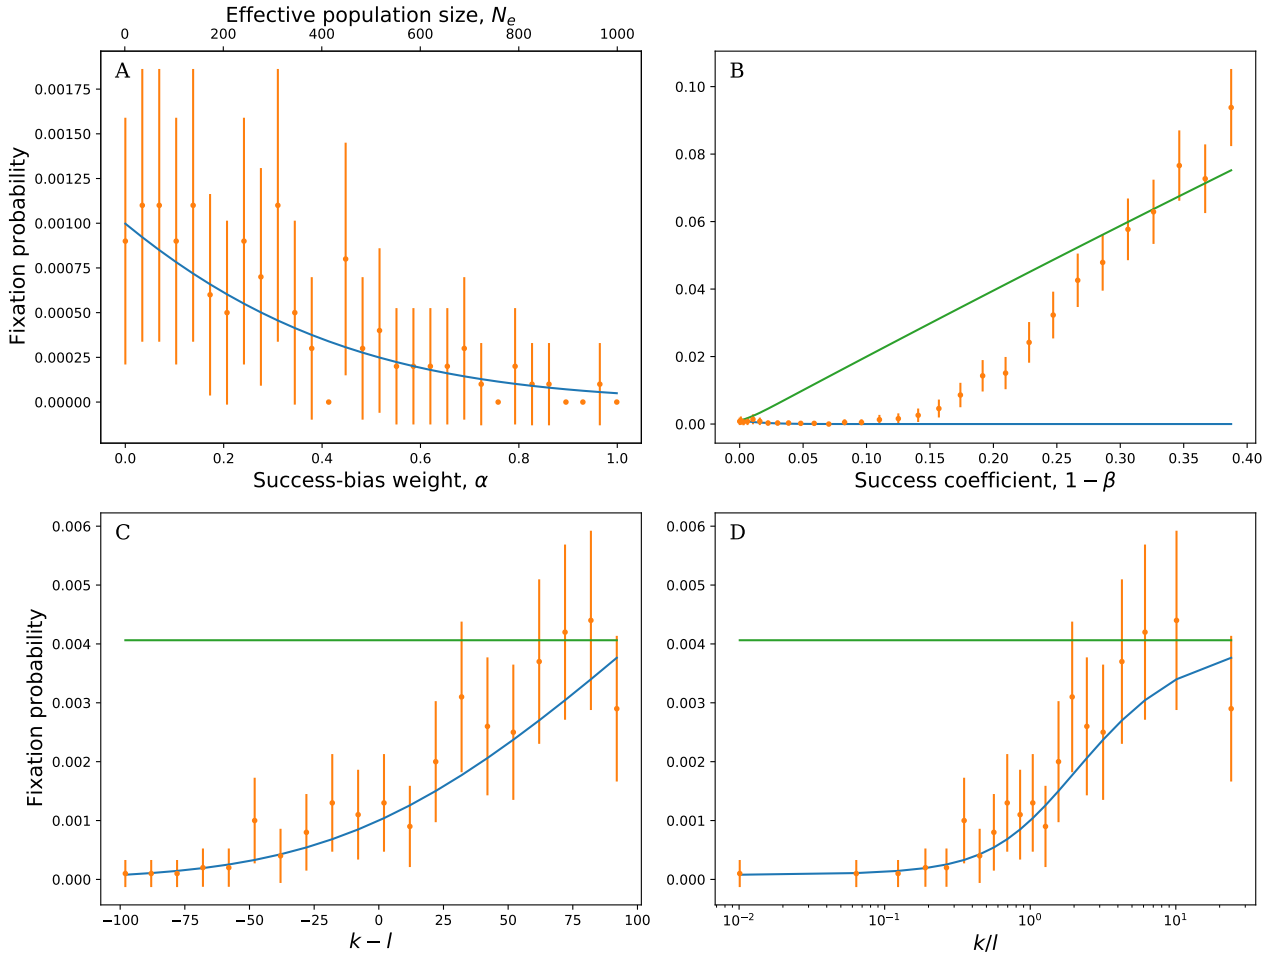 Effective population size, Nₑ
0 200 400 600 800 1000
A
Fixation probability
0.00175
0.00150
0.00125
0.00100
0.00075
0.00050
0.00025
0.00000
0.0 0.2 0.4 0.6 0.8 1.0
Success-bias weight, α
B
0.10
0.08
0.06
0.04
0.02
0.00
0.00 0.05 0.10 0.15 0.20 0.25 0.30 0.35 0.40
Success coefficient, 1 − β
C
Fixation probability
0.006
0.005
0.004
0.003
0.002
0.001
0.000
−100 −75 −50 −25 0 25 50 75 100
k − l
D
0.006
0.005
0.004
0.003
0.002
0.001
0.000
10⁻² 10⁻¹ 10⁰ 10¹
k/l